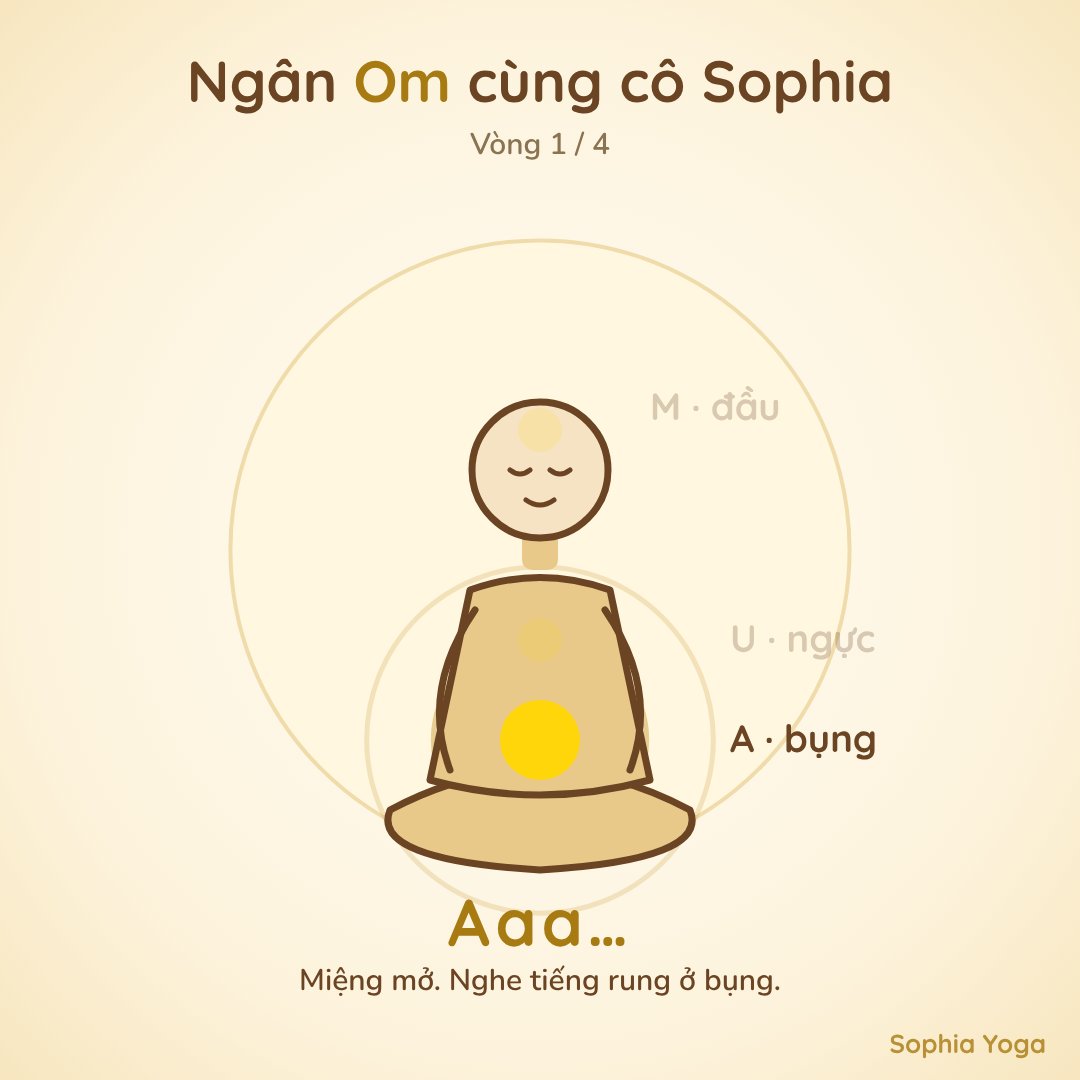 Ngân Om cùng cô Sophia
Vòng 1 / 4
M · đầu
U · ngực
A · bụng
Aaa...
Miệng mở. Nghe tiếng rung ở bụng.
Sophia Yoga